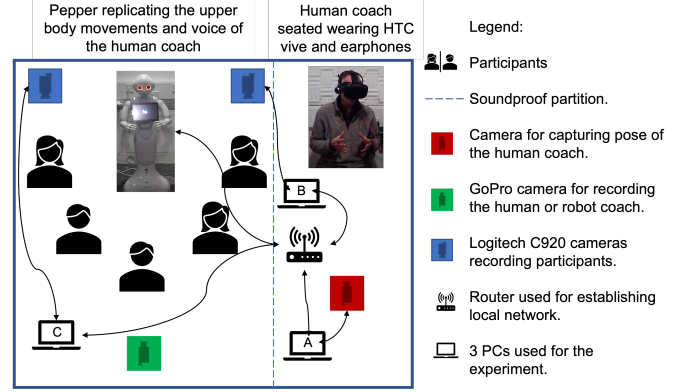 Pepper replicating the upper
body movements and voice of
the human coach
Human coach
seated wearing HTC
vive and earphones
B
C
A
Legend:
Participants
Soundproof partition.
Camera for capturing pose of
the human coach.
GoPro camera for recording
the human or robot coach.
Logitech C920 cameras
recording participants.
Router used for establishing
local network.
3 PCs used for the
experiment.